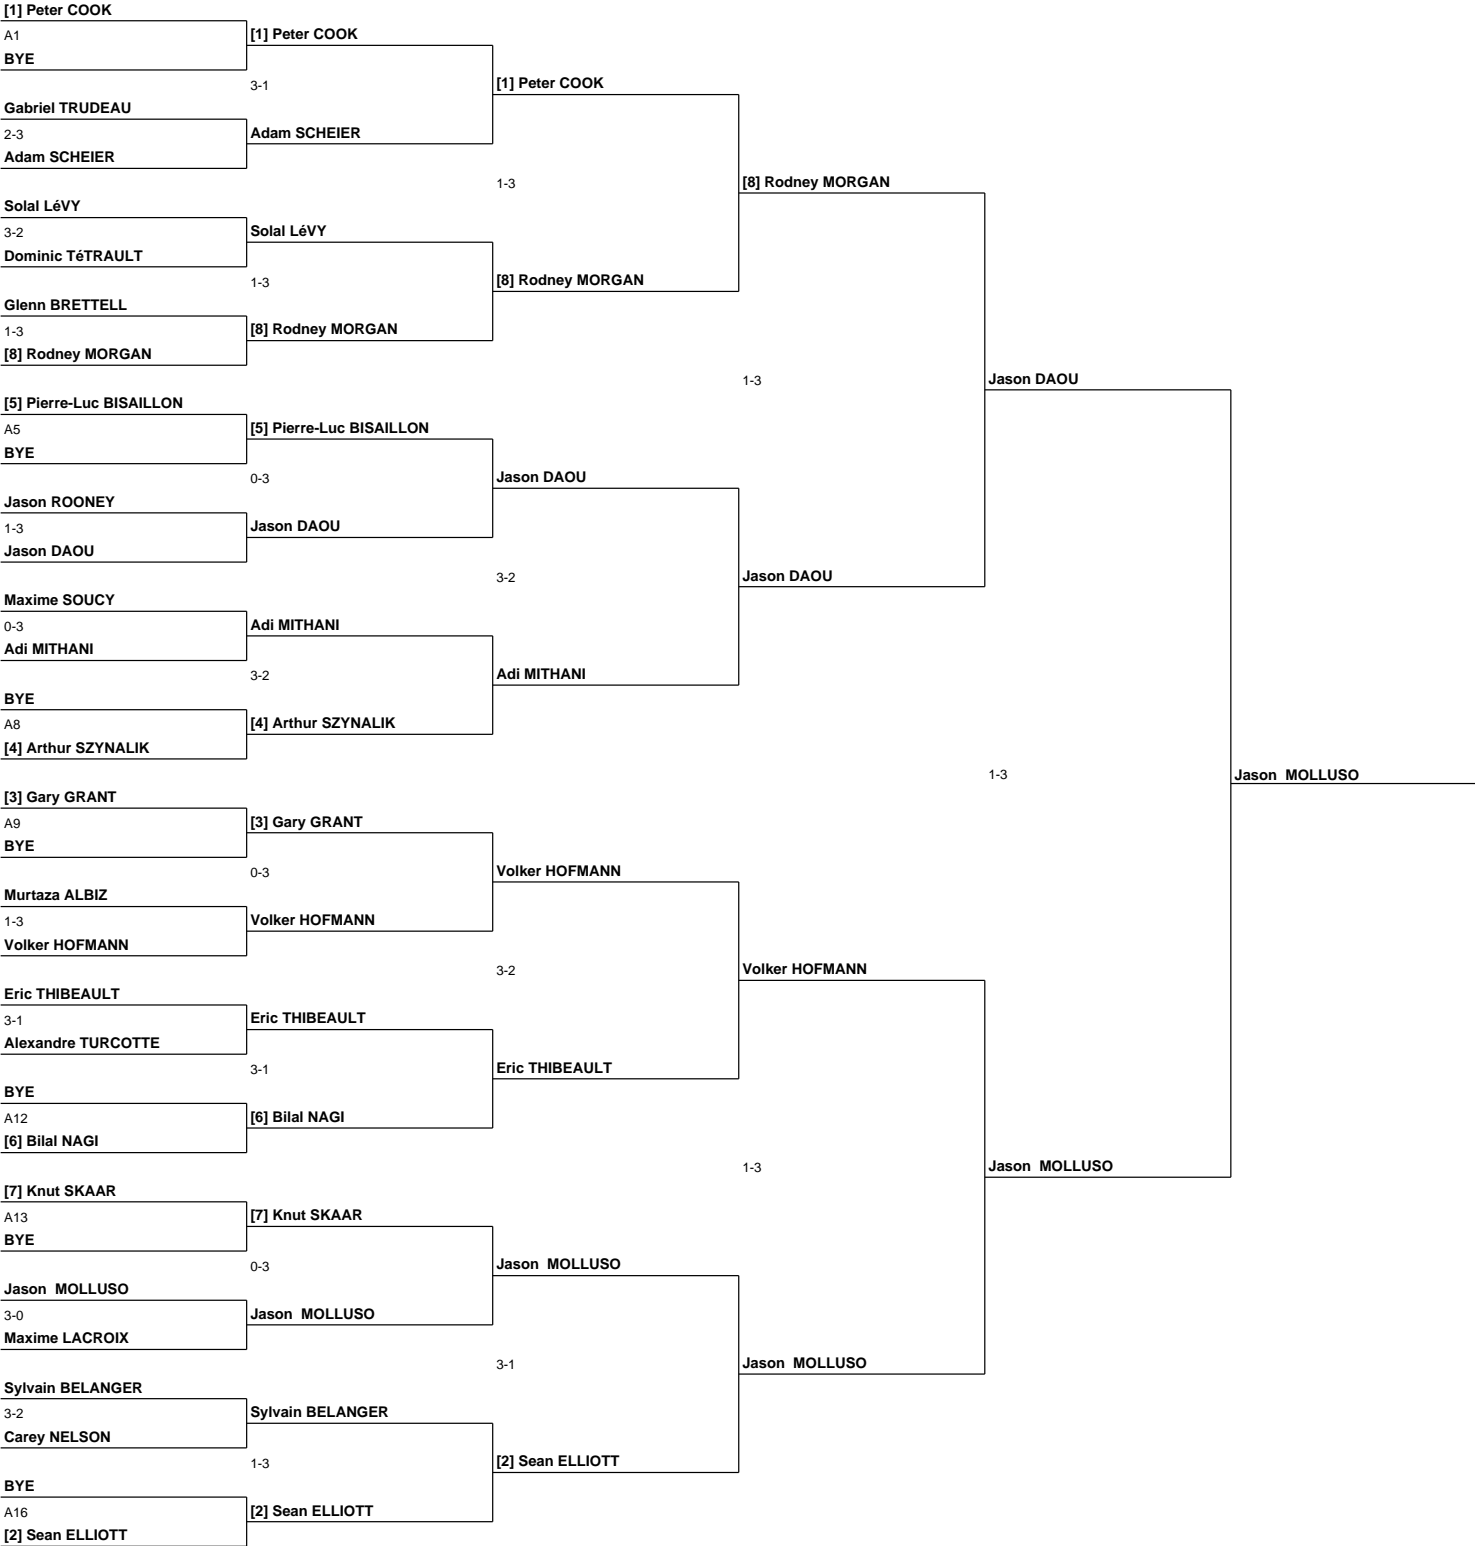 [1] Peter COOK
A1
BYE
Gabriel TRUDEAU
2-3
Adam SCHEIER
Solal LéVY
3-2
Dominic TéTRAULT
Glenn BRETTELL
1-3
[8] Rodney MORGAN
[5] Pierre-Luc BISAILLON
A5
BYE
Jason ROONEY
1-3
Jason DAOU
Maxime SOUCY
0-3
Adi MITHANI
BYE
A8
[4] Arthur SZYNALIK
[3] Gary GRANT
A9
BYE
Murtaza ALBIZ
1-3
Volker HOFMANN
Eric THIBEAULT
3-1
Alexandre TURCOTTE
BYE
A12
[6] Bilal NAGI
[7] Knut SKAAR
A13
BYE
Jason  MOLLUSO
3-0
Maxime LACROIX
Sylvain BELANGER
3-2
Carey NELSON
BYE
A16
[2] Sean ELLIOTT
[1] Peter COOK
3-1
Adam SCHEIER
Solal LéVY
1-3
[8] Rodney MORGAN
[5] Pierre-Luc BISAILLON
0-3
Jason DAOU
Adi MITHANI
3-2
[4] Arthur SZYNALIK
[3] Gary GRANT
0-3
Volker HOFMANN
Eric THIBEAULT
3-1
[6] Bilal NAGI
[7] Knut SKAAR
0-3
Jason  MOLLUSO
Sylvain BELANGER
1-3
[2] Sean ELLIOTT
[1] Peter COOK
1-3
[8] Rodney MORGAN
Jason DAOU
3-2
Adi MITHANI
Volker HOFMANN
3-2
Eric THIBEAULT
Jason  MOLLUSO
3-1
[2] Sean ELLIOTT
[8] Rodney MORGAN
1-3
Jason DAOU
Volker HOFMANN
1-3
Jason  MOLLUSO
Jason DAOU
1-3
Jason  MOLLUSO
Jason  MOLLUSO